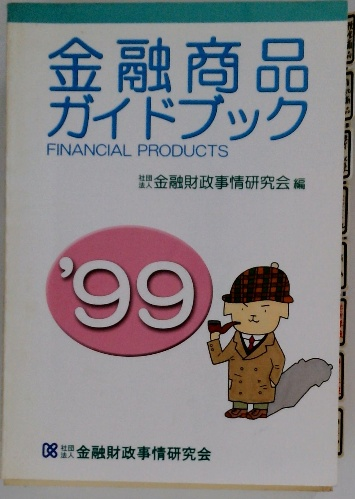 金融商品
ガイドブック
FINANCIAL PRODUCTS
社団法人 金融財政事情研究会 編
'99
社団法人 金融財政事情研究会